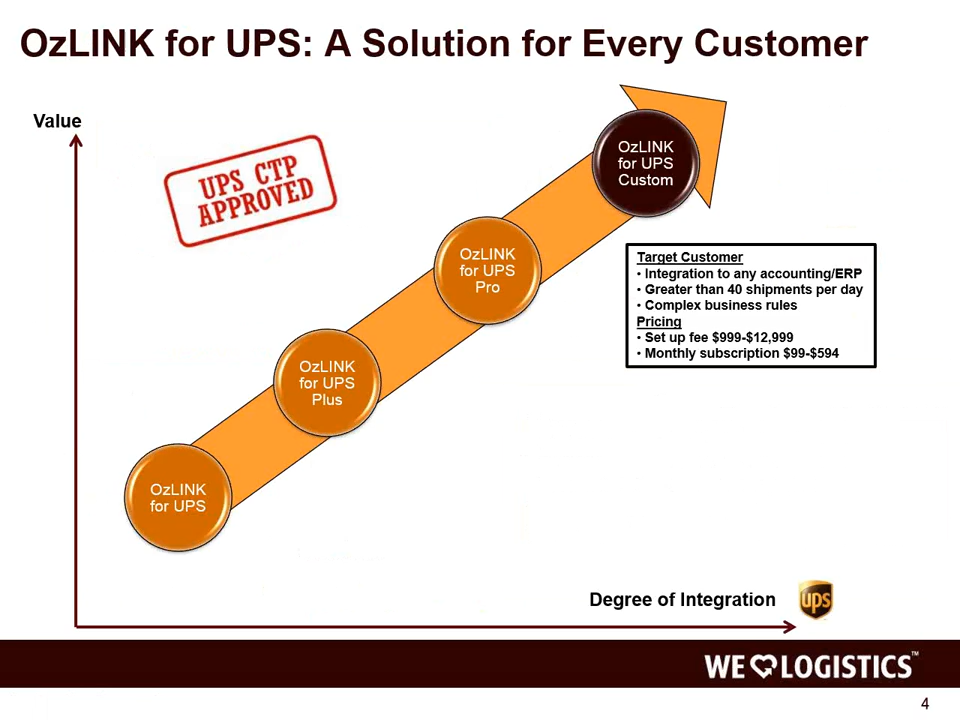 OzLINK for UPS: A Solution for Every Customer
Value
UPS CTP
APPROVED
OzLINK
for UPS
Custom
OzLINK
for UPS
Pro
Target Customer
• Integration to any accounting/ERP
• Greater than 40 shipments per day
• Complex business rules
Pricing
• Set up fee $999-$12,999
• Monthly subscription $99-$594
OzLINK
for UPS
Plus
OzLINK
for UPS
Degree of Integration
ups
WE LOGISTICS™
4